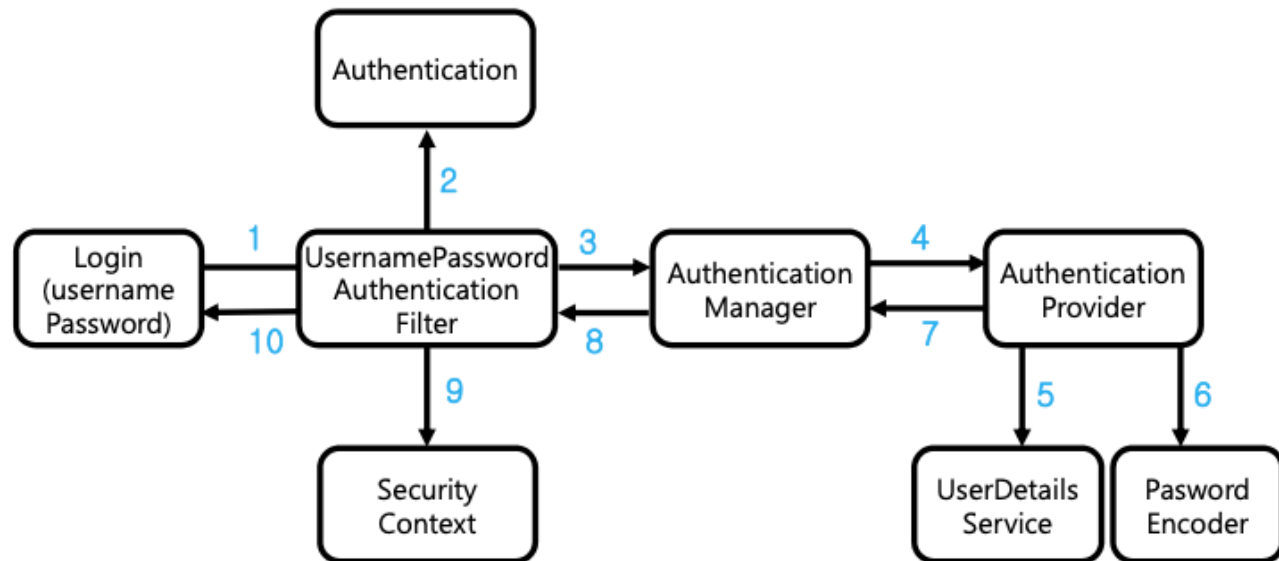 Authentication
2
Login
(username
Password)
1
10
UsernamePassword
Authentication
Filter
3
8
Authentication
Manager
4
7
Authentication
Provider
9
5
6
Security
Context
UserDetails
Service
Pasword
Encoder